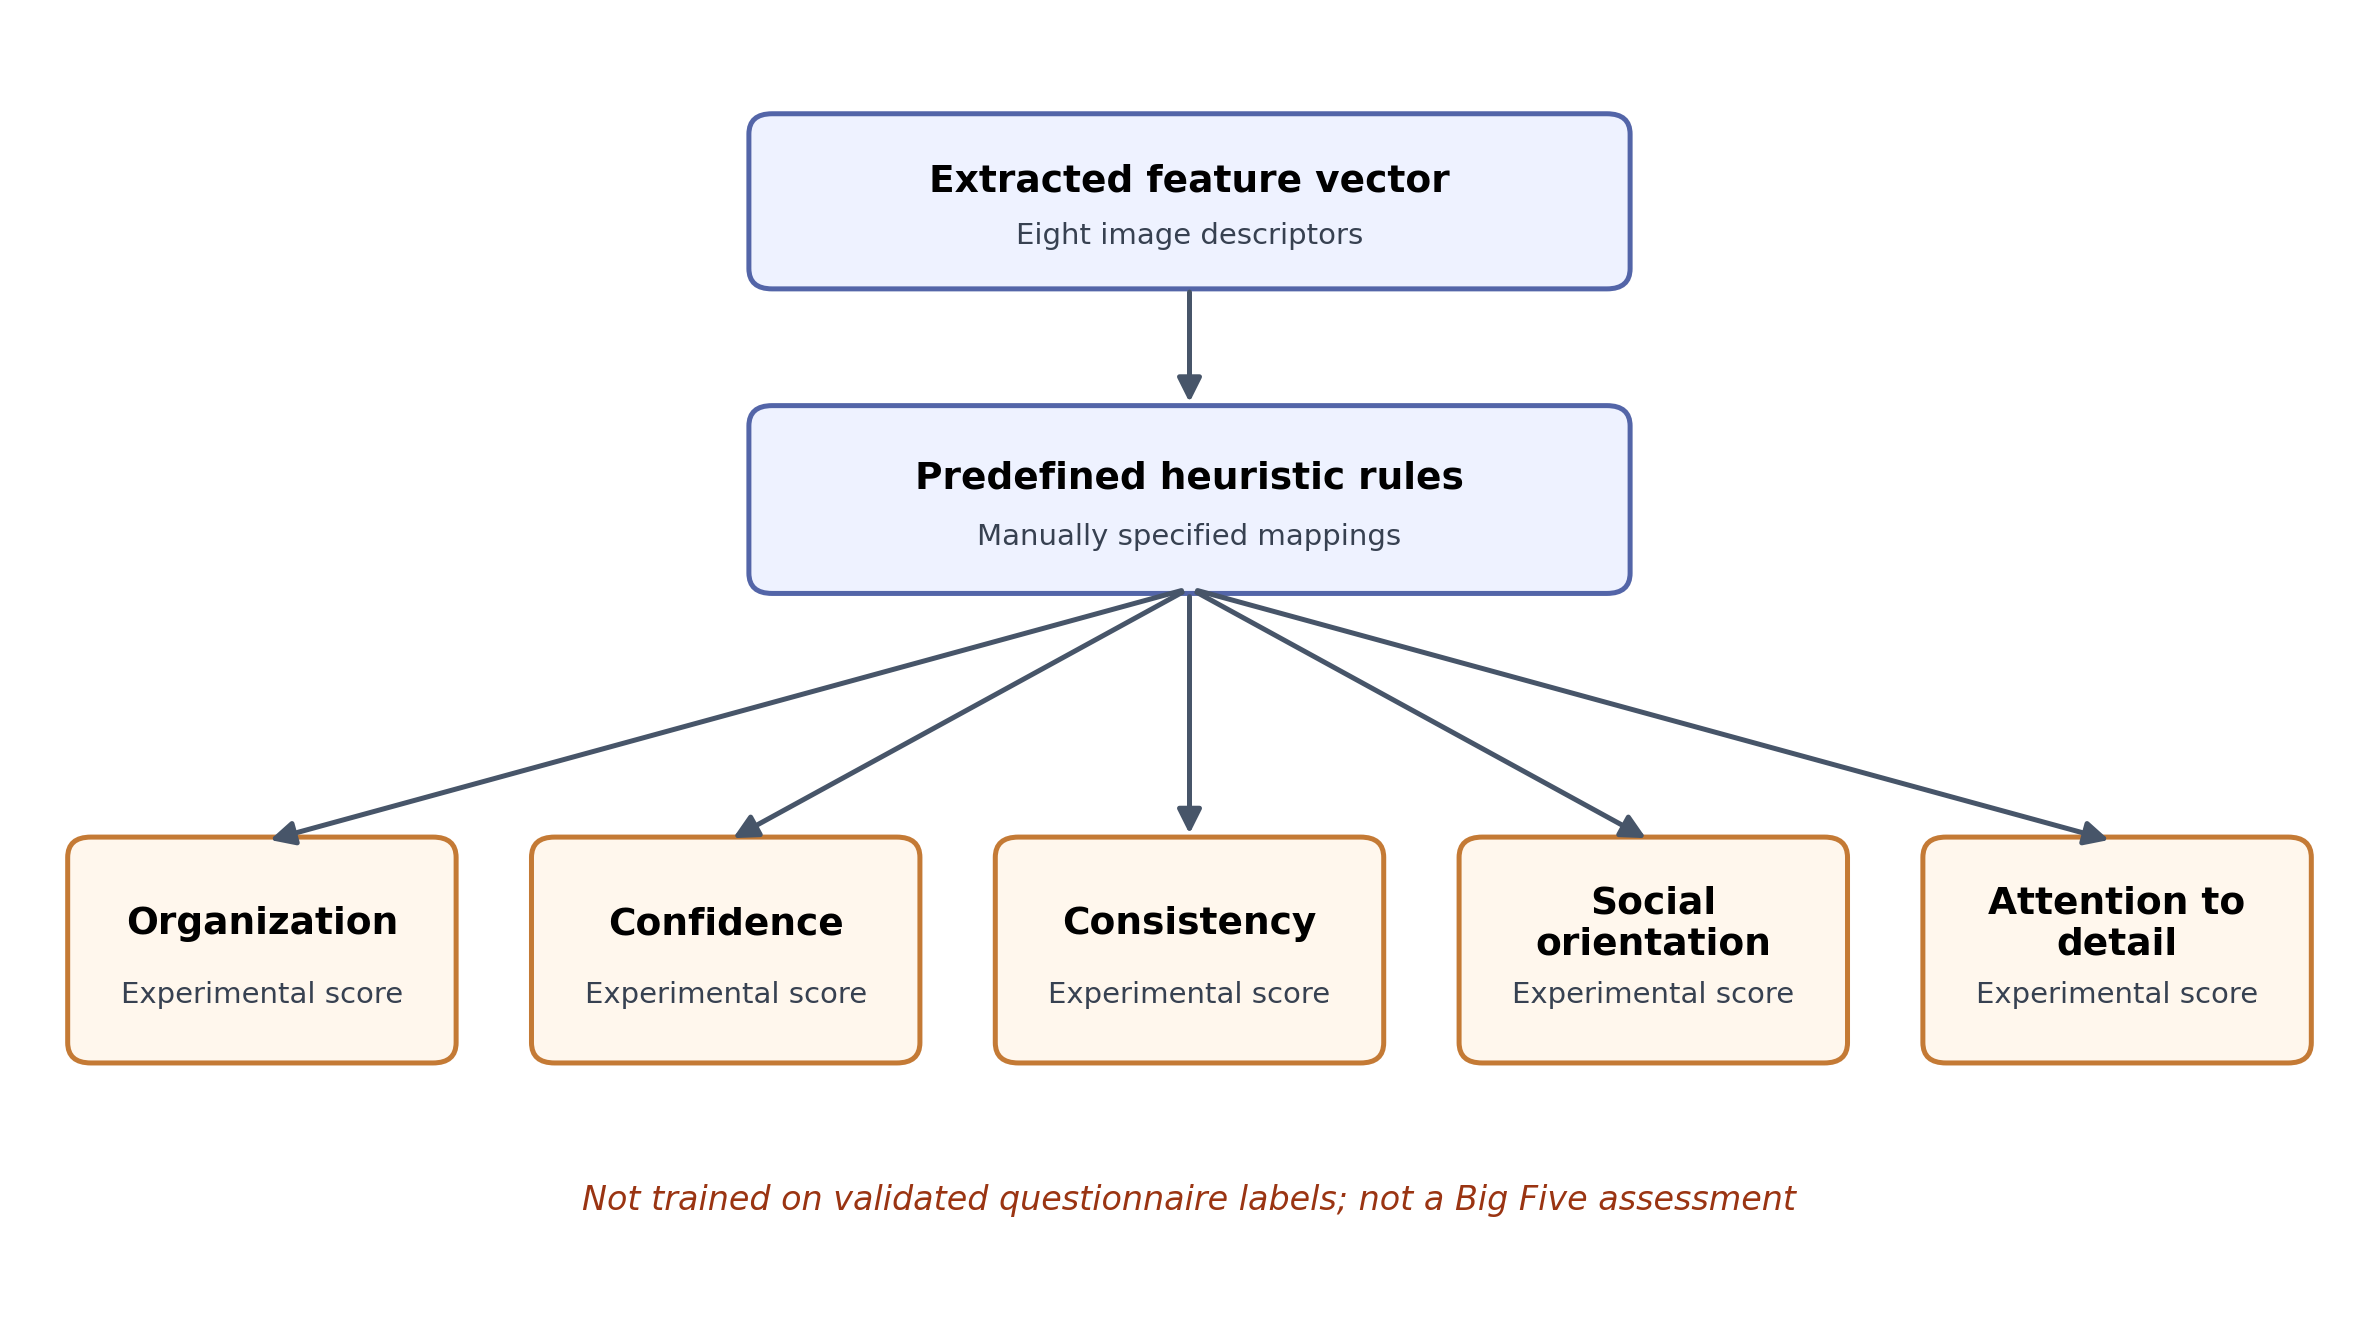 Extracted feature vector
Eight image descriptors
Predefined heuristic rules
Manually specified mappings
Organization
Experimental score
Confidence
Experimental score
Consistency
Experimental score
Social
orientation
Experimental score
Attention to
detail
Experimental score
Not trained on validated questionnaire labels; not a Big Five assessment